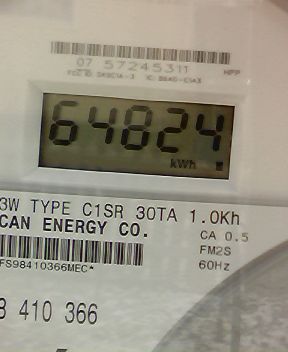 07 57245311
64824
kWh
3W TYPE C1SR 30TA 1.0Kh
CAN ENERGY CO.
CA 0.5
FM2S
60Hz
FS98410366MEC*
8 410 366